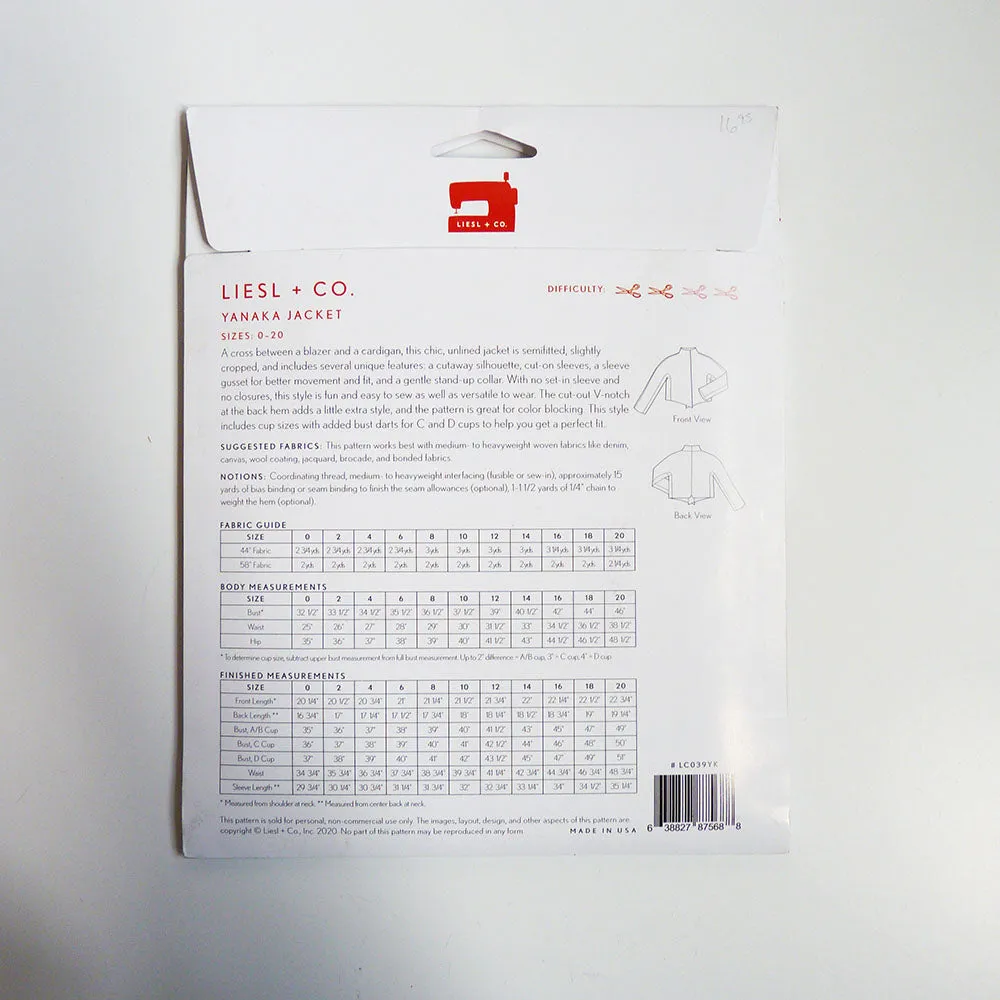 16 95
LIESL + CO.
LIESL + CO.
DIFFICULTY:
YANAKA JACKET
SIZES: 0-20
A cross between a blazer and a cardigan, this chic, unlined jacket is semifitted, slightly
cropped, and includes several unique features: a cutaway silhouette, cut-on sleeves, a sleeve
gusset for better movement and fit, and a gentle stand-up collar. With no set-in sleeve and
no closures, this style is fun and easy to sew as well as versatile to wear. The cut-out V-notch
at the back hem adds a little extra style, and the pattern is great for color blocking. This style
includes cup sizes with added bust darts for C and D cups to help you get a perfect fit.
Front View
SUGGESTED FABRICS: This pattern works best with medium- to heavyweight woven fabrics like denim,
canvas, wool coating, jacquard, brocade, and bonded fabrics.
NOTIONS: Coordinating thread, medium- to heavyweight interfacing (fusible or sew-in), approximately 15
yards of bias binding or seam binding to finish the seam allowances (optional), 1-1 1/2 yards of 1/4" chain to
weight the hem (optional).
Back View
FABRIC GUIDE
SIZE 0 2 4 6 8 10 12 14 16 18 20
44" Fabric 2 3/4 yds. 2 3/4 yds. 2 3/4 yds. 2 3/4 yds. 3 yds. 3 yds. 3 yds. 3 yds. 3 1/4 yds. 3 1/4 yds. 3 1/4 yds.
58" Fabric 2 yds. 2 yds. 2 yds. 2 yds. 2 yds. 2 yds. 2 yds. 2 yds. 2 yds. 2 yds. 2 1/4 yds.
BODY MEASUREMENTS
SIZE 0 2 4 6 8 10 12 14 16 18 20
Bust* 32 1/2" 33 1/2" 34 1/2" 35 1/2" 36 1/2" 37 1/2" 39" 40 1/2" 42" 44" 46"
Waist 25" 26" 27" 28" 29" 30" 31 1/2" 33" 34 1/2" 36 1/2" 38 1/2"
Hip 35" 36" 37" 38" 39" 40" 41 1/2" 43" 44 1/2" 46 1/2" 48 1/2"
* To determine cup size, subtract upper bust measurement from full bust measurement. Up to 2" difference = A/B cup, 3" = C cup, 4" = D cup
FINISHED MEASUREMENTS
SIZE 0 2 4 6 8 10 12 14 16 18 20
Front Length* 20 1/4" 20 1/2" 20 3/4" 21" 21 1/4" 21 1/2" 21 3/4" 22" 22 1/4" 22 1/2" 22 3/4"
Back Length ** 16 3/4" 17" 17 1/4" 17 1/2" 17 3/4" 18" 18 1/4" 18 1/2" 18 3/4" 19" 19 1/4"
Bust, A/B Cup 35" 36" 37" 38" 39" 40" 41 1/2" 43" 45" 47" 49"
Bust, C Cup 36" 37" 38" 39" 40" 41" 42 1/2" 44" 46" 48" 50"
Bust, D Cup 37" 38" 39" 40" 41" 42" 43 1/2" 45" 47" 49" 51"
Waist 34 3/4" 35 3/4" 36 3/4" 37 3/4" 38 3/4" 39 3/4" 41 1/4" 42 3/4" 44 3/4" 46 3/4" 48 3/4"
Sleeve Length ** 29 3/4" 30 1/4" 30 3/4" 31 1/4" 31 3/4" 32" 32 3/4" 33 1/4" 34" 34 1/2" 35 1/4"
* Measured from shoulder at neck. ** Measured from center back at neck.
# LC039YK
This pattern is sold for personal, non-commercial use only. The images, layout, design, and other aspects of this pattern are
copyright © Liesl + Co., Inc. 2020. No part of this pattern may be reproduced in any form.
MADE IN USA
6 38827 87568 8